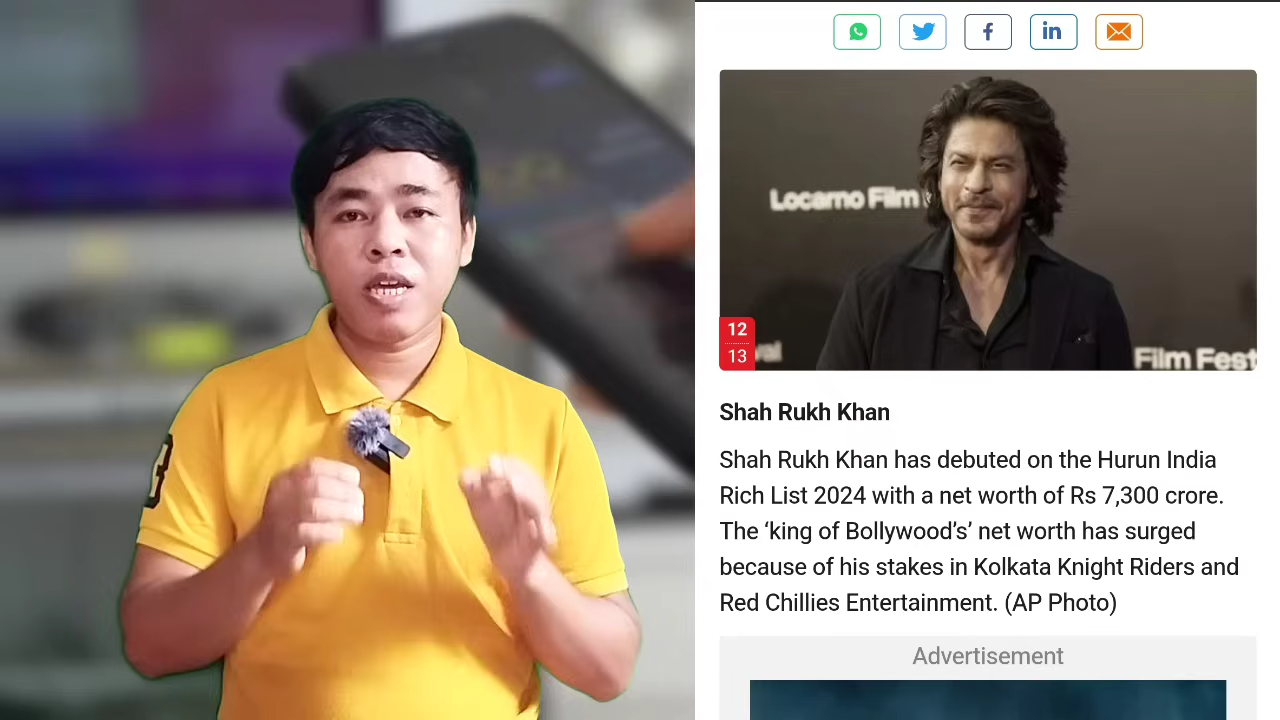 Locarno Film
12
13
val
Film Fest
Shah Rukh Khan
Shah Rukh Khan has debuted on the Hurun India
Rich List 2024 with a net worth of Rs 7,300 crore.
The ‘king of Bollywood’s’ net worth has surged
because of his stakes in Kolkata Knight Riders and
Red Chillies Entertainment. (AP Photo)
Advertisement